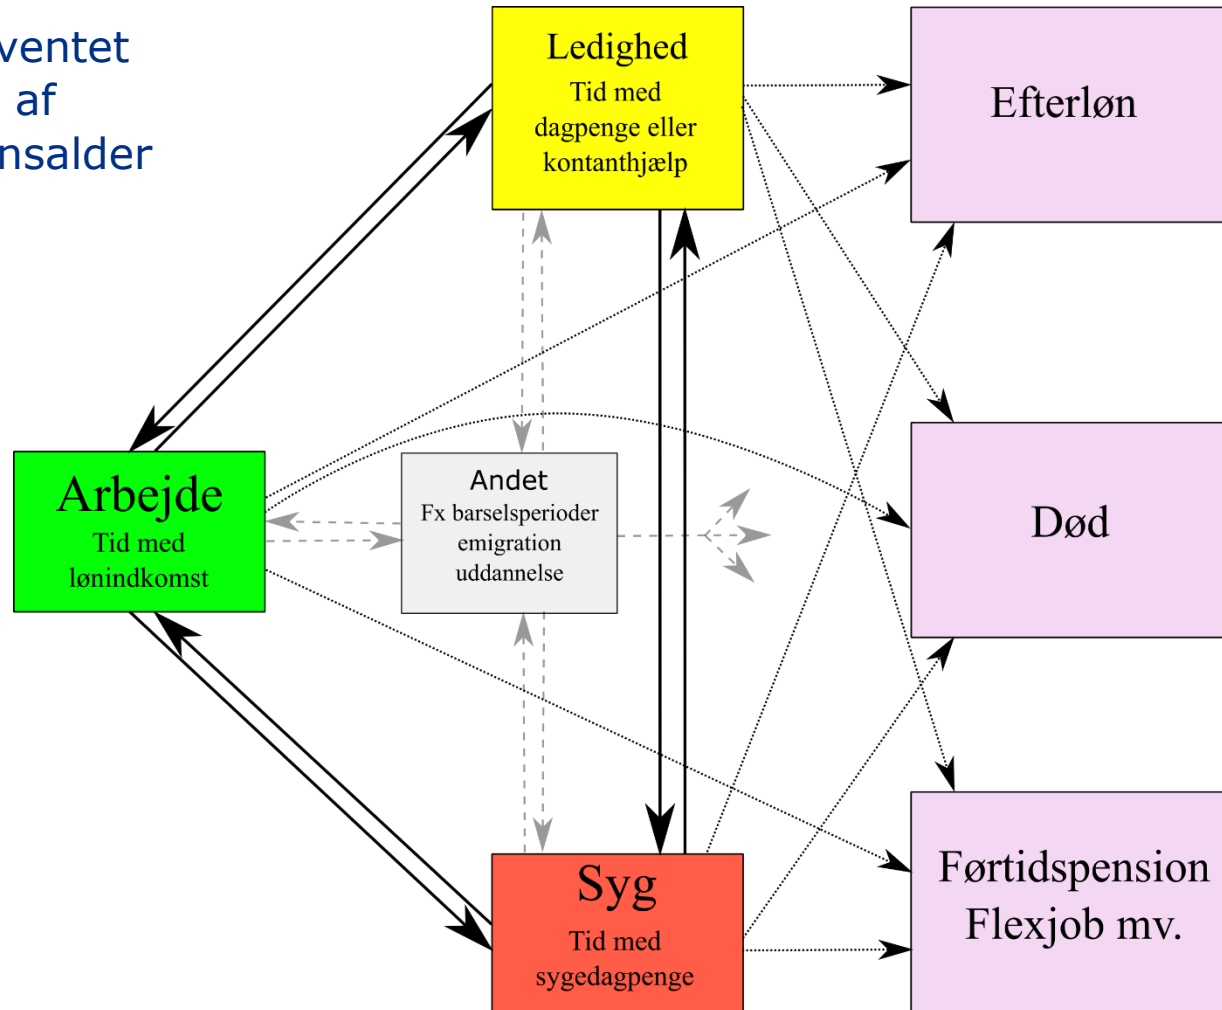 ventet
af
nsalder
Ledighed
Tid med
dagpenge eller
kontanthjælp
Efterløn
Arbejde
Tid med
lønindkomst
Andet
Fx barselsperioder
emigration
uddannelse
Død
Syg
Tid med
sygedagpenge
Førtidspension
Flexjob mv.